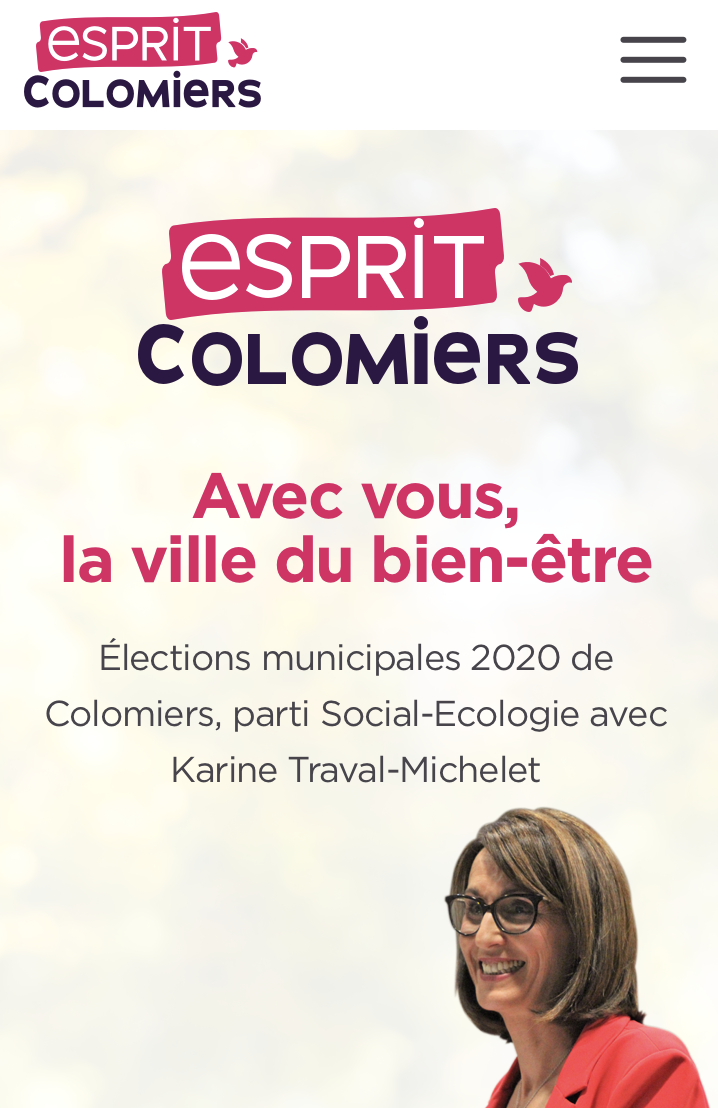 esprit
Colomiers
esprit
Colomiers
Avec vous,
la ville du bien-être
Élections municipales 2020 de
Colomiers, parti Social-Ecologie avec
Karine Traval-Michelet